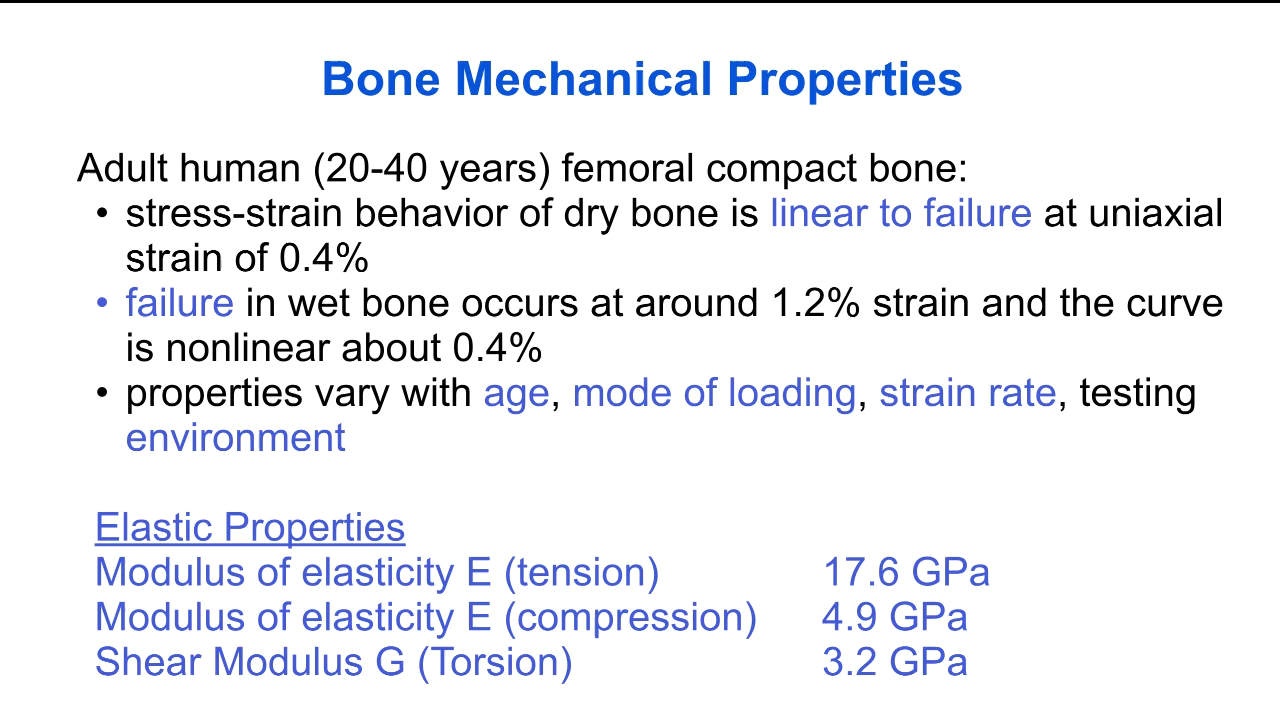 Bone Mechanical Properties
Adult human (20-40 years) femoral compact bone:
• stress-strain behavior of dry bone is linear to failure at uniaxial
strain of 0.4%
• failure in wet bone occurs at around 1.2% strain and the curve
is nonlinear about 0.4%
• properties vary with age, mode of loading, strain rate, testing
environment
Elastic Properties
Modulus of elasticity E (tension) 17.6 GPa
Modulus of elasticity E (compression) 4.9 GPa
Shear Modulus G (Torsion) 3.2 GPa